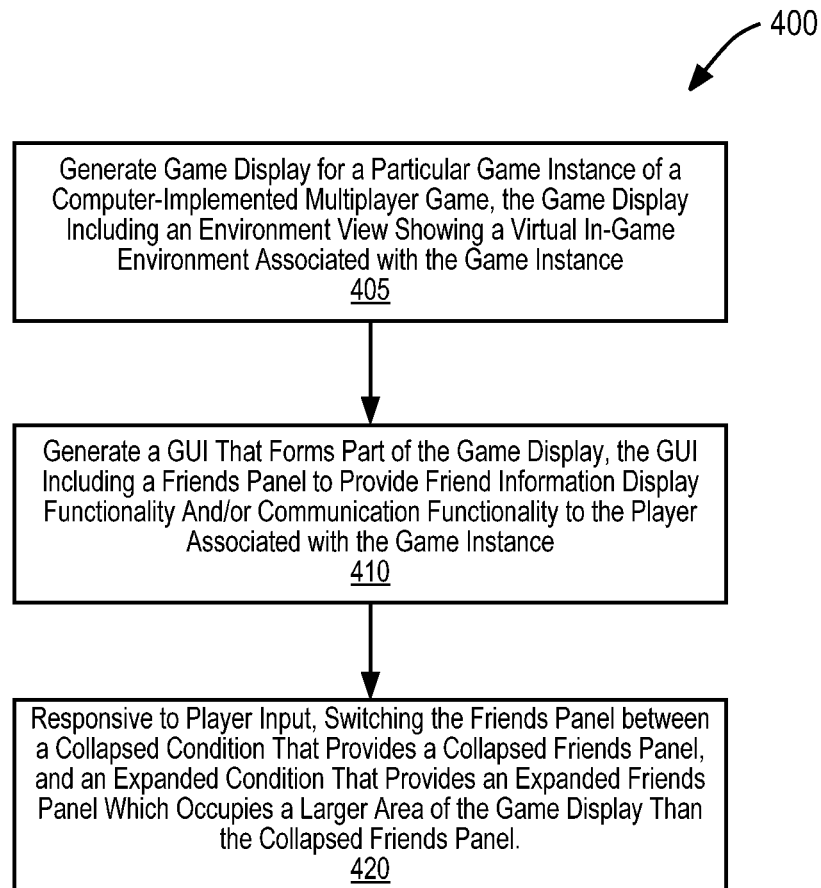 400
Generate Game Display for a Particular Game Instance of a
Computer-Implemented Multiplayer Game, the Game Display
Including an Environment View Showing a Virtual In-Game
Environment Associated with the Game Instance
405
Generate a GUI That Forms Part of the Game Display, the GUI
Including a Friends Panel to Provide Friend Information Display
Functionality And/or Communication Functionality to the Player
Associated with the Game Instance
410
Responsive to Player Input, Switching the Friends Panel between
a Collapsed Condition That Provides a Collapsed Friends Panel,
and an Expanded Condition That Provides an Expanded Friends
Panel Which Occupies a Larger Area of the Game Display Than
the Collapsed Friends Panel.
420